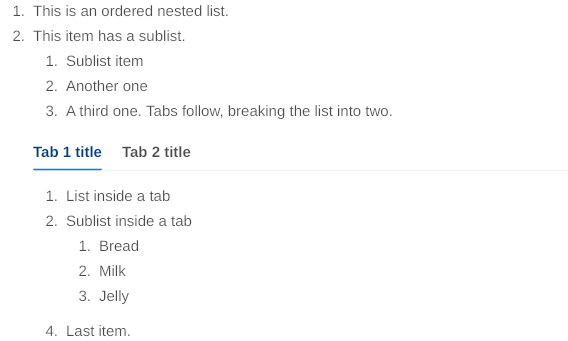 1. This is an ordered nested list.
2. This item has a sublist.
1. Sublist item
2. Another one
3. A third one. Tabs follow, breaking the list into two.
Tab 1 title Tab 2 title
1. List inside a tab
2. Sublist inside a tab
1. Bread
2. Milk
3. Jelly
4. Last item.